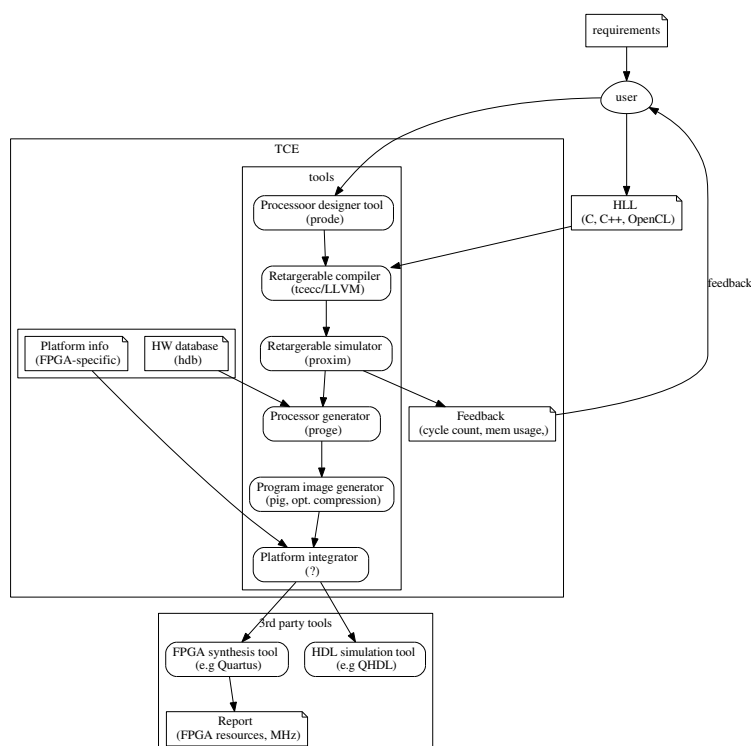 requirements
user
TCE
tools
Processoor designer tool
(prode)
HLL
(C, C++, OpenCL)
Retargerable compiler
(tcecc/LLVM)
feedback
Platform info
(FPGA-specific)
HW database
(hdb)
Retargerable simulator
(proxim)
Processor generator
(proge)
Feedback
(cycle count, mem usage,)
Program image generator
(pig, opt. compression)
Platform integrator
(?)
3rd party tools
FPGA synthesis tool
(e.g Quartus)
HDL simulation tool
(e.g QHDL)
Report
(FPGA resources, MHz)